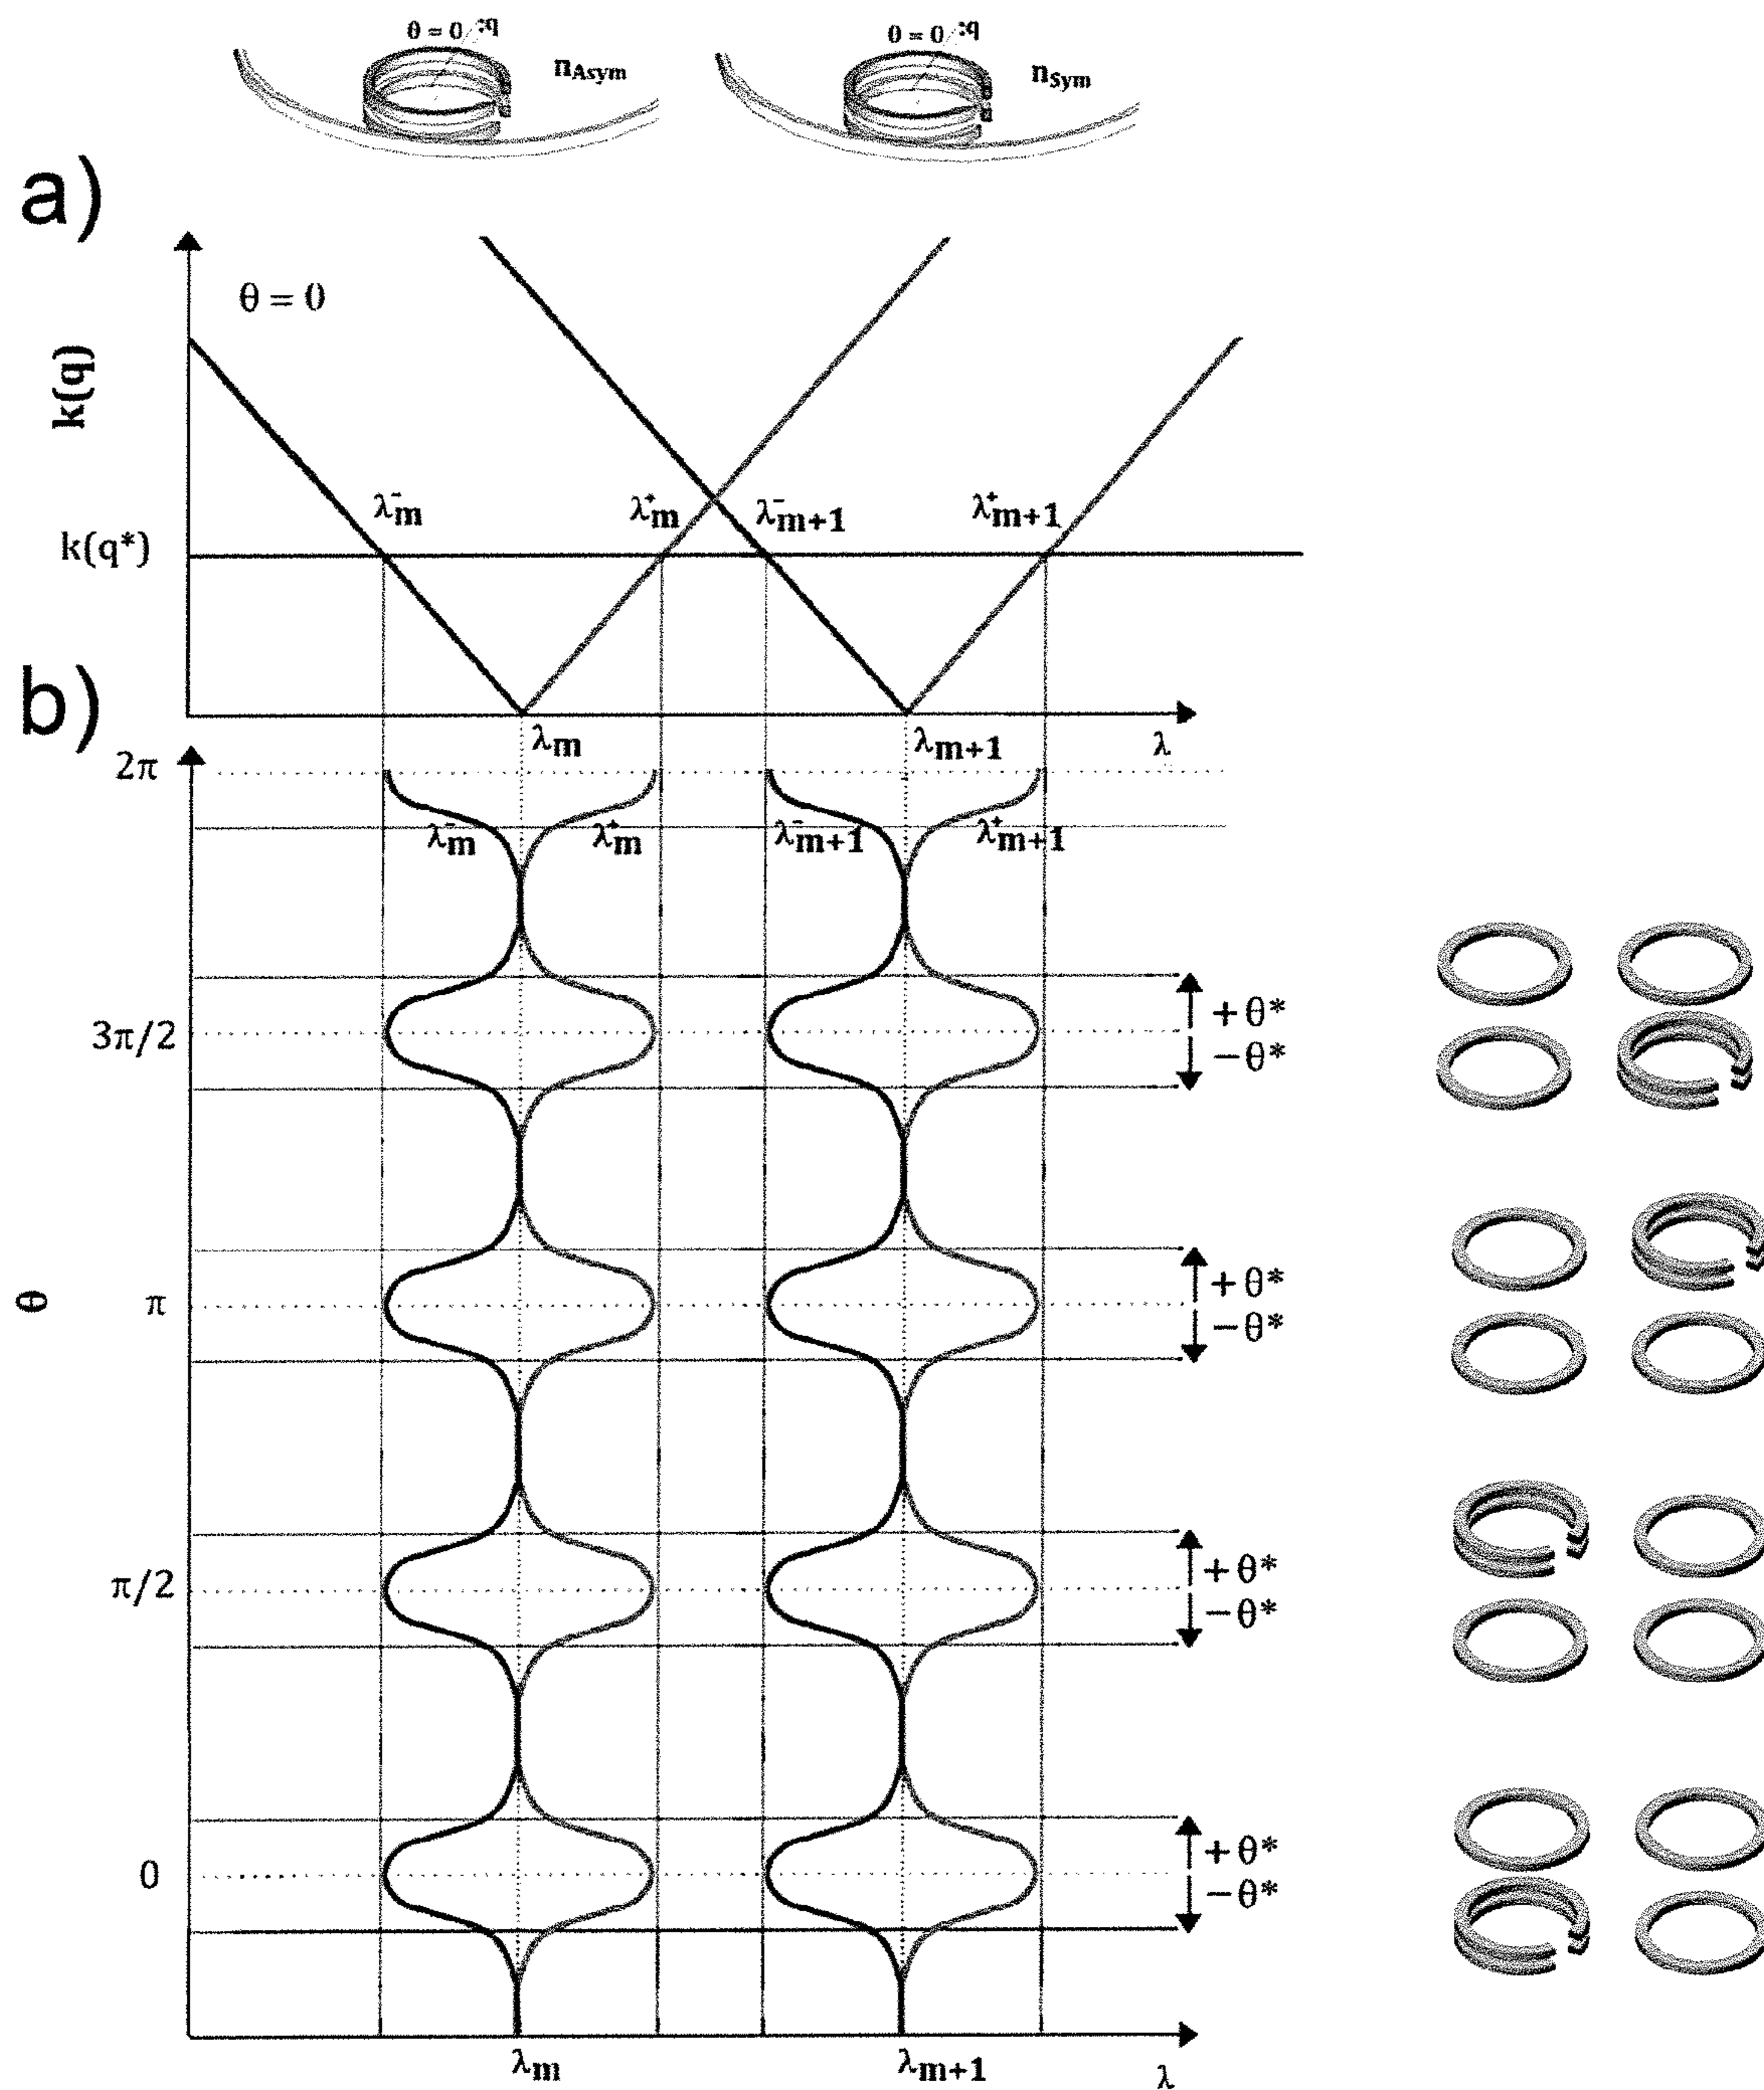 θ = 0 :q
n_Asym
θ = 0 :q
n_Sym
a)
θ = 0
k(q)
λ⁻m
λ⁺m
λ⁻m+1
λ⁺m+1
k(q*)
b)
λm
λm+1
λ
2π
λ⁻m
λ⁺m
λ⁻m+1
λ⁺m+1
3π/2
+θ*
−θ*
θ
π
+θ*
−θ*
π/2
+θ*
−θ*
0
+θ*
−θ*
λm
λm+1
λ